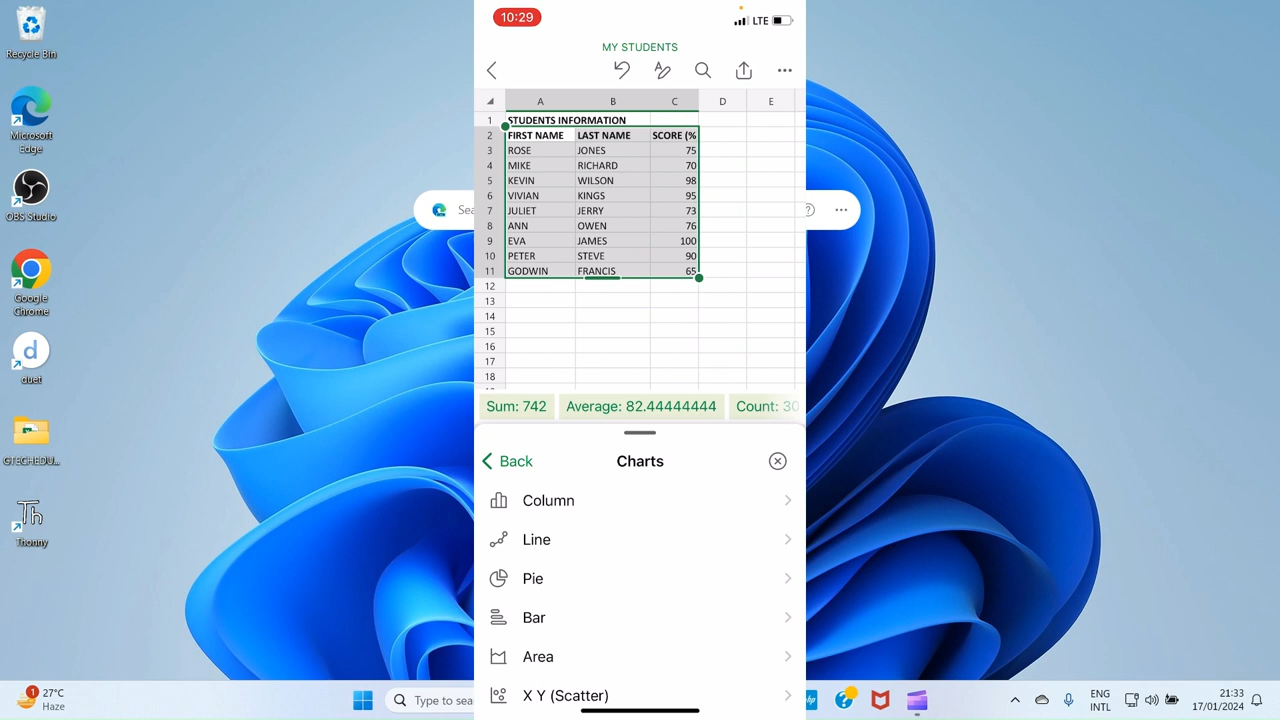 Recycle Bin
Microsoft
Edge
OBS Studio
Google
Chrome
duet
GTECHEDU...
Thonny
10:29
LTE
MY STUDENTS
A B C D E
1 STUDENTS INFORMATION
2 FIRST NAME LAST NAME SCORE (%
3 ROSE JONES 75
4 MIKE RICHARD 70
5 KEVIN WILSON 98
6 VIVIAN KINGS 95
7 JULIET JERRY 73
8 ANN OWEN 76
9 EVA JAMES 100
10 PETER STEVE 90
11 GODWIN FRANCIS 65
12
13
14
15
16
17
18
Sum: 742 Average: 82.44444444 Count: 30
Back Charts
Column
Line
Pie
Bar
Area
X Y (Scatter)
Sea
1
27°C
Haze
Type to sea
ENG
INTL
17/01/202